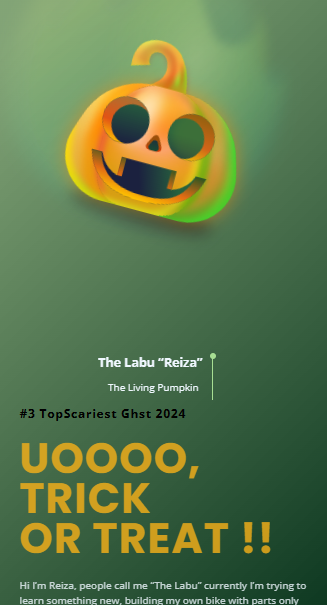 The Labu “Reiza”
The Living Pumpkin
#3 TopScariest Ghst 2024
UOOOO,
TRICK
OR TREAT !!
Hi I'm Reiza, people call me “The Labu” currently I'm trying to
learn something new, building my own bike with parts only